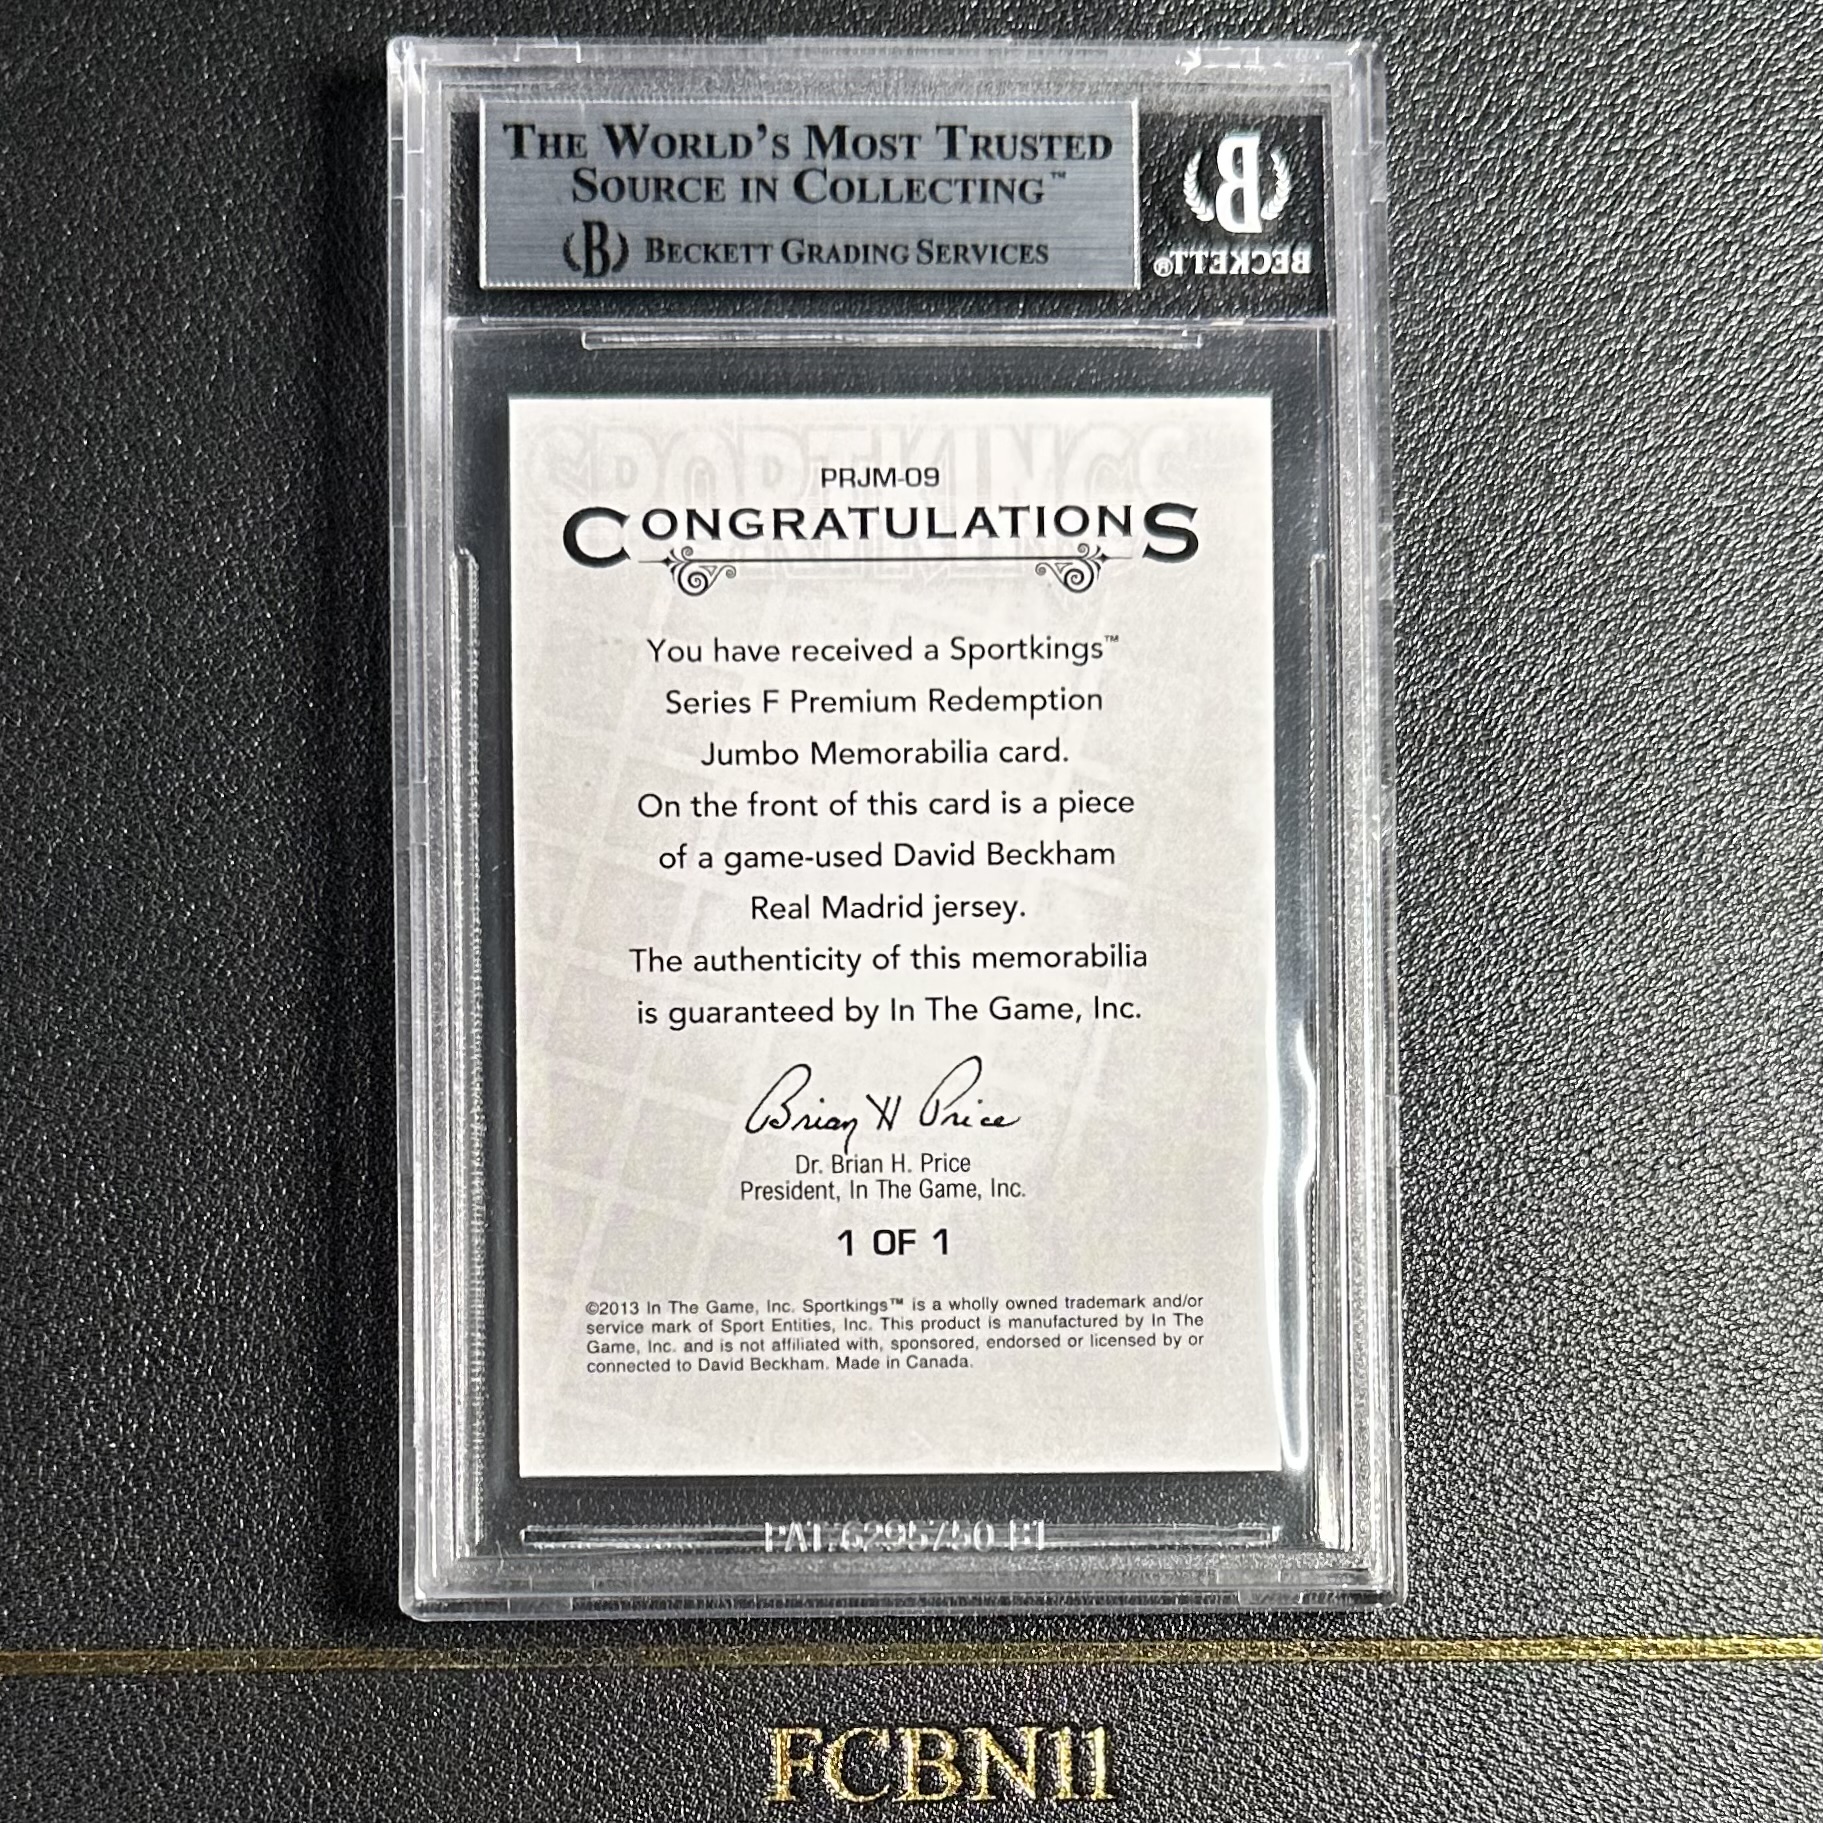 THE WORLD'S MOST TRUSTED
SOURCE IN COLLECTING™
B BECKETT GRADING SERVICES
B
BECKETT®
SPORTKINGS
PRJM-09
CONGRATULATIONS
You have received a Sportkings™
Series F Premium Redemption
Jumbo Memorabilia card.
On the front of this card is a piece
of a game-used David Beckham
Real Madrid jersey.
The authenticity of this memorabilia
is guaranteed by In The Game, Inc.
Brian H Price
Dr. Brian H. Price
President, In The Game, Inc.
1 OF 1
©2013 In The Game, Inc. Sportkings™ is a wholly owned trademark and/or
service mark of Sport Entities, Inc. This product is manufactured by In The
Game, Inc. and is not affiliated with, sponsored, endorsed or licensed by or
connected to David Beckham. Made in Canada.
PAT.6295750 B1
FCBN11